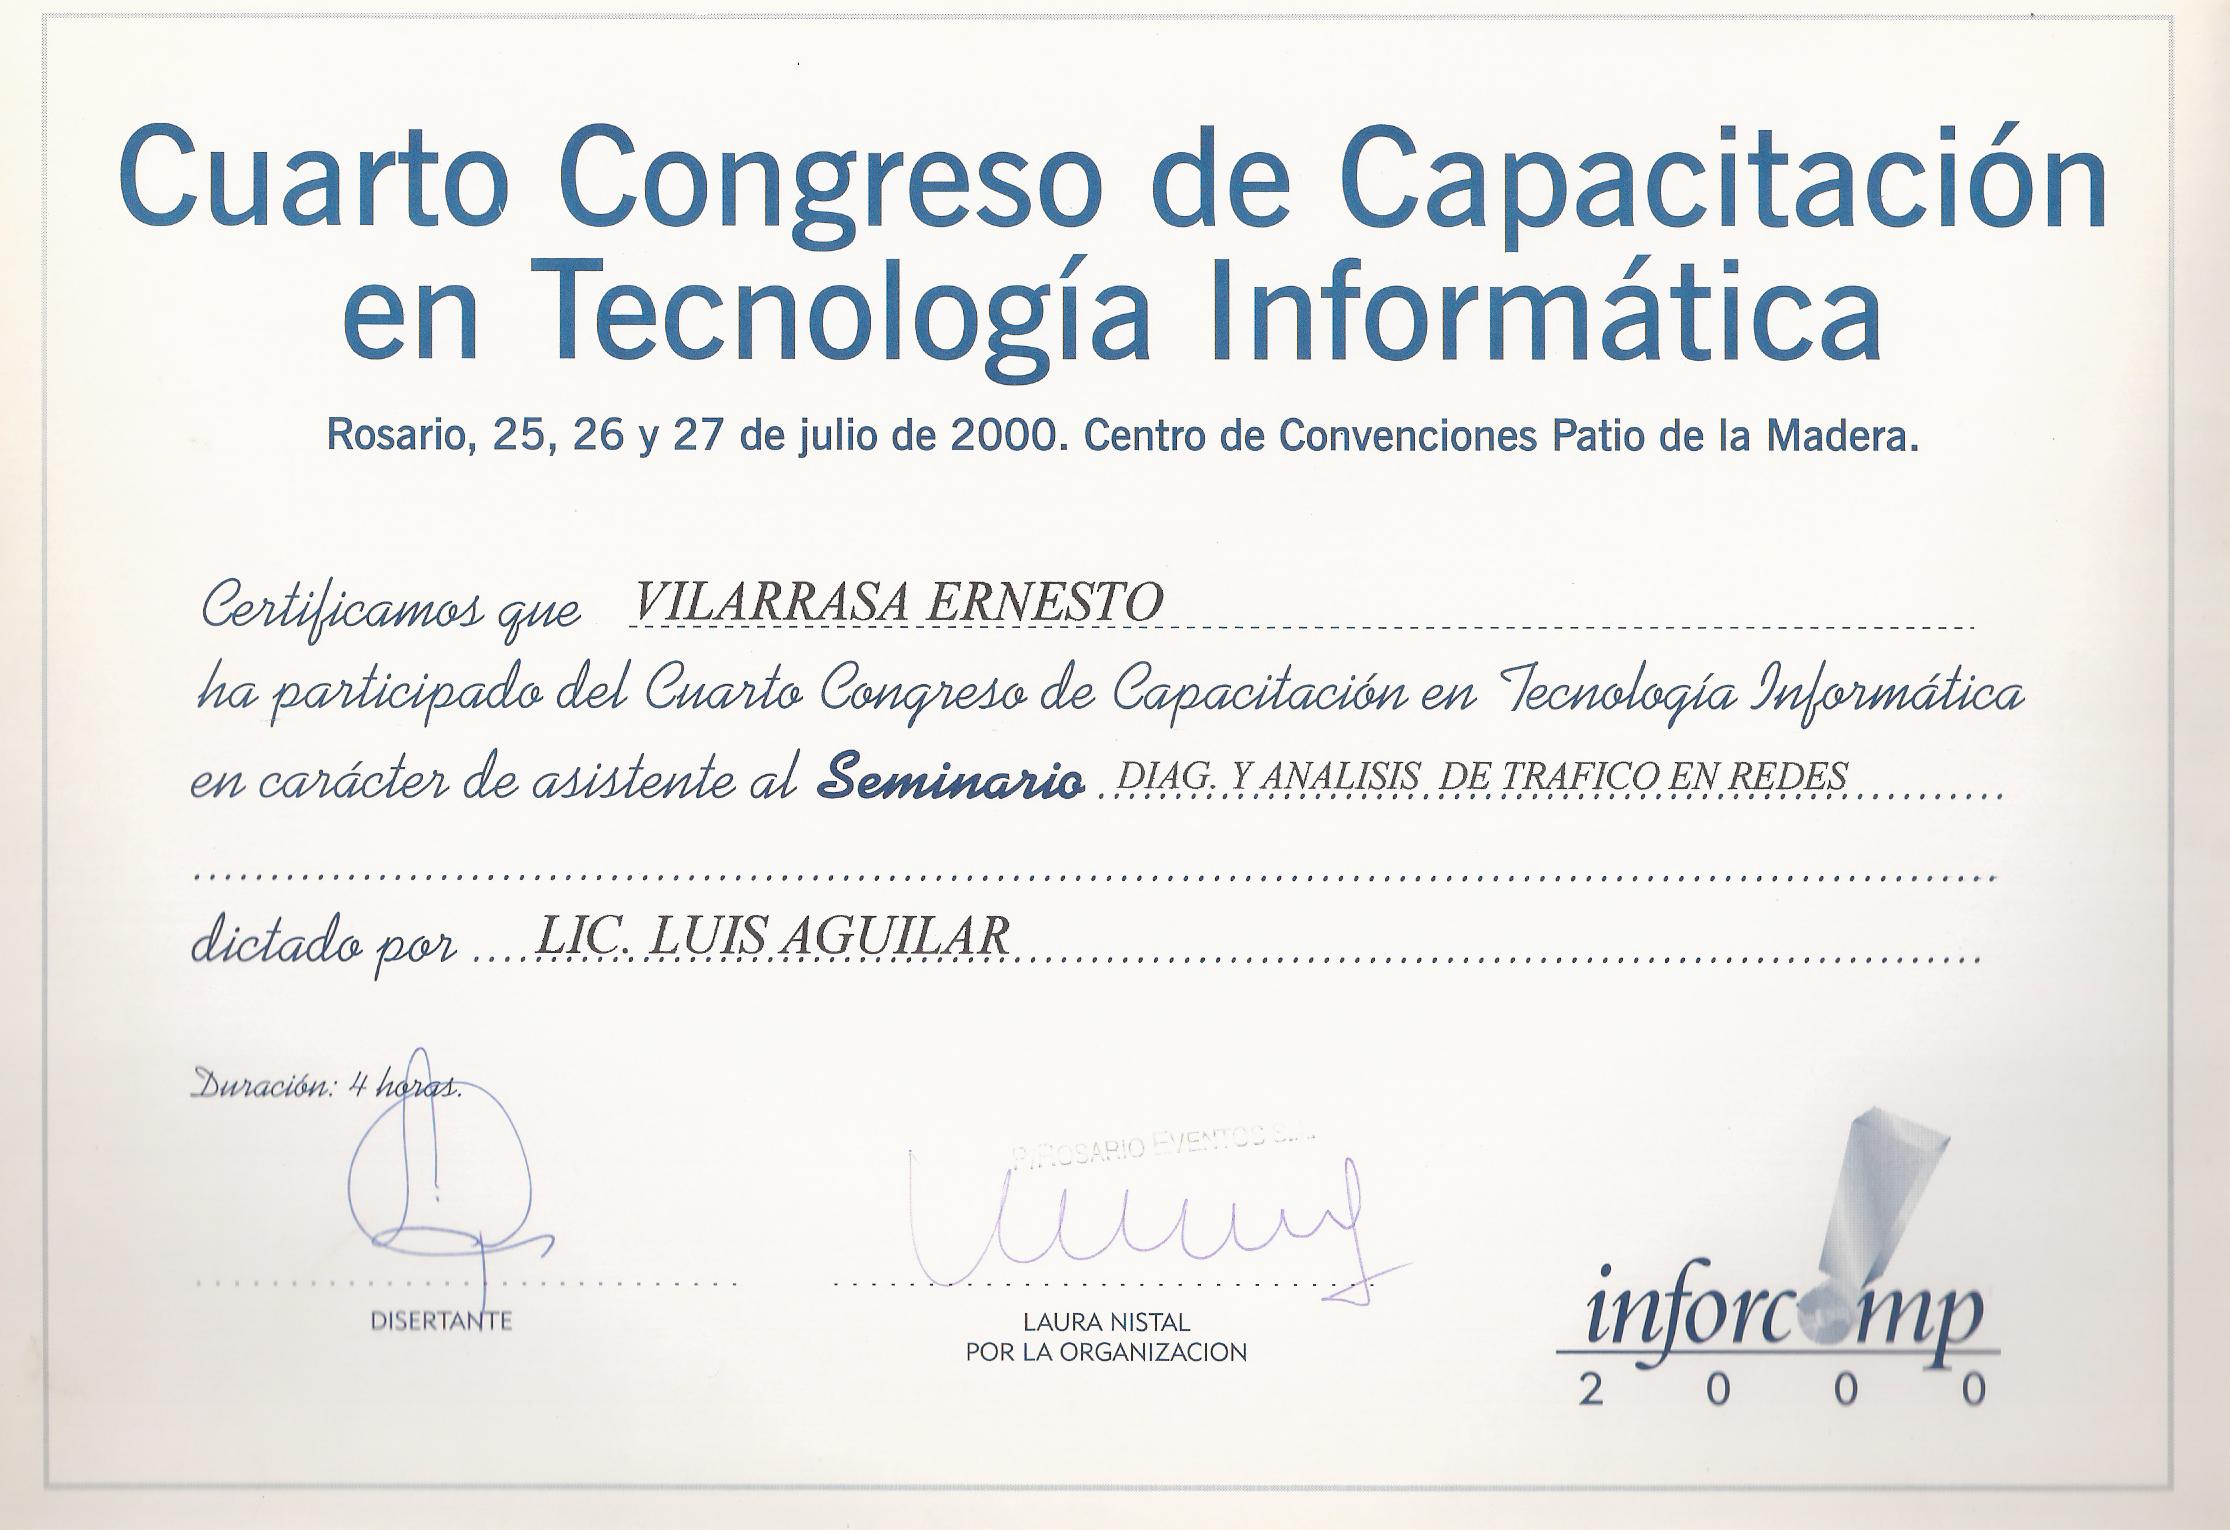 Cuarto Congreso de Capacitación
en Tecnología Informática
Rosario, 25, 26 y 27 de julio de 2000. Centro de Convenciones Patio de la Madera.
Certificamos que VILARRASA ERNESTO
ha participado del Cuarto Congreso de Capacitación en Tecnología Informática
en carácter de asistente al Seminario DIAG. Y ANALISIS DE TRAFICO EN REDES
dictado por LIC. LUIS AGUILAR
Duración: 4 horas.
P/ROSARIO EVENTOS S.A.
DISERTANTE
LAURA NISTAL
POR LA ORGANIZACION
inforcomp
2000